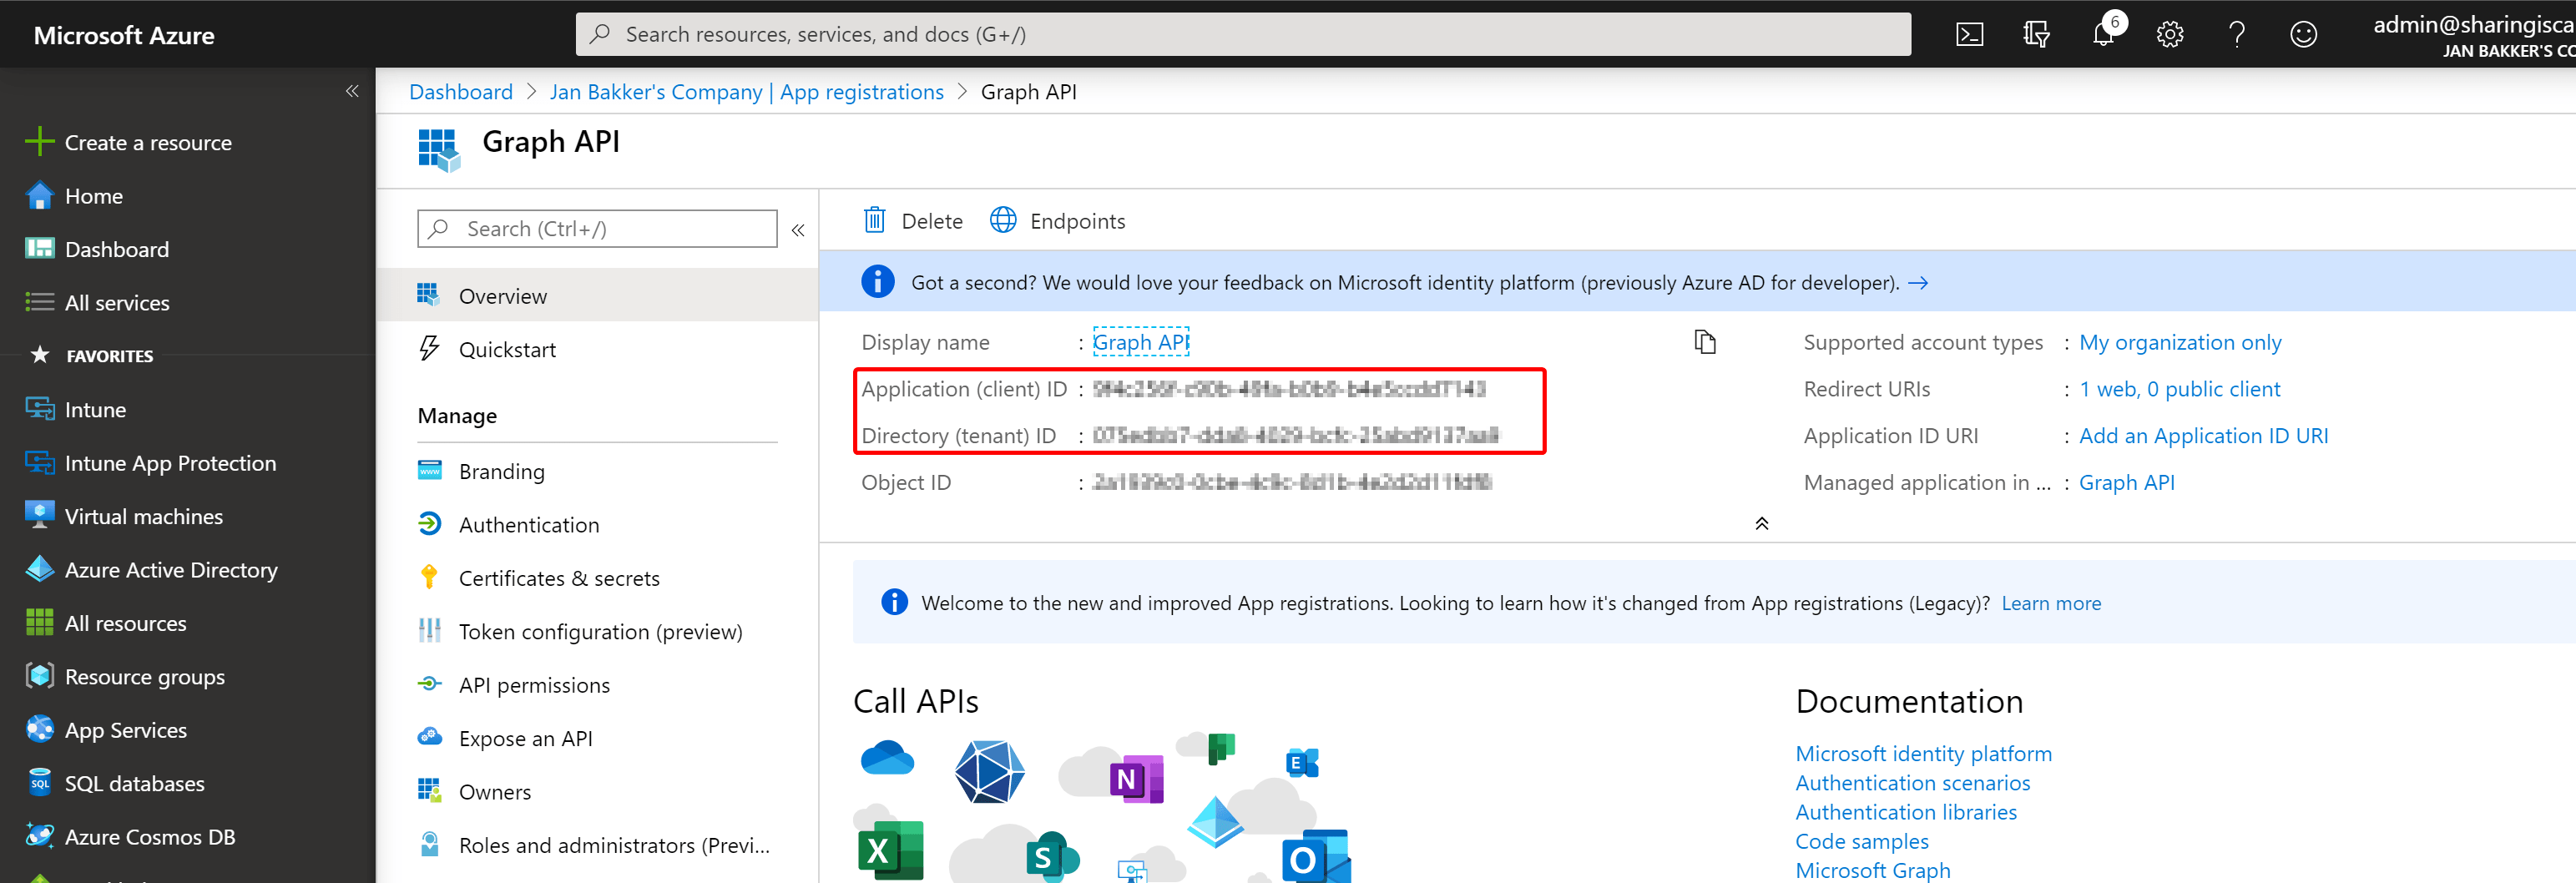 Microsoft Azure
Search resources, services, and docs (G+/)
6
admin@sharingisca
JAN BAKKER'S CO
Dashboard > Jan Bakker's Company | App registrations > Graph API
Graph API
Create a resource
Home
Dashboard
All services
FAVORITES
Intune
Intune App Protection
Virtual machines
Azure Active Directory
All resources
Resource groups
App Services
SQL databases
Azure Cosmos DB
Search (Ctrl+/)
Overview
Quickstart
Manage
Branding
Authentication
Certificates & secrets
Token configuration (preview)
API permissions
Expose an API
Owners
Roles and administrators (Previ...
Delete
Endpoints
Got a second? We would love your feedback on Microsoft identity platform (previously Azure AD for developer). →
Display name : Graph API
Application (client) ID :
Directory (tenant) ID :
Object ID :
Supported account types : My organization only
Redirect URIs : 1 web, 0 public client
Application ID URI : Add an Application ID URI
Managed application in ... : Graph API
Welcome to the new and improved App registrations. Looking to learn how it's changed from App registrations (Legacy)? Learn more
Call APIs
Documentation
Microsoft identity platform
Authentication scenarios
Authentication libraries
Code samples
Microsoft Graph